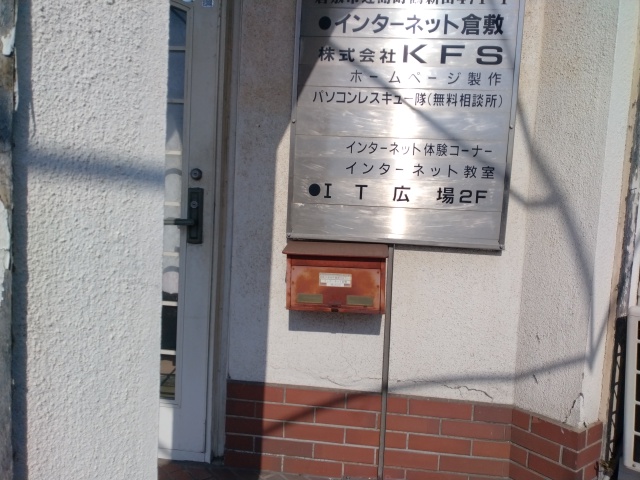 ●インターネット倉敷
株式会社KFS
ホームページ製作
パソコンレスキュー隊(無料相談所)
インターネット体験コーナー
インターネット教室
●IT広場2F